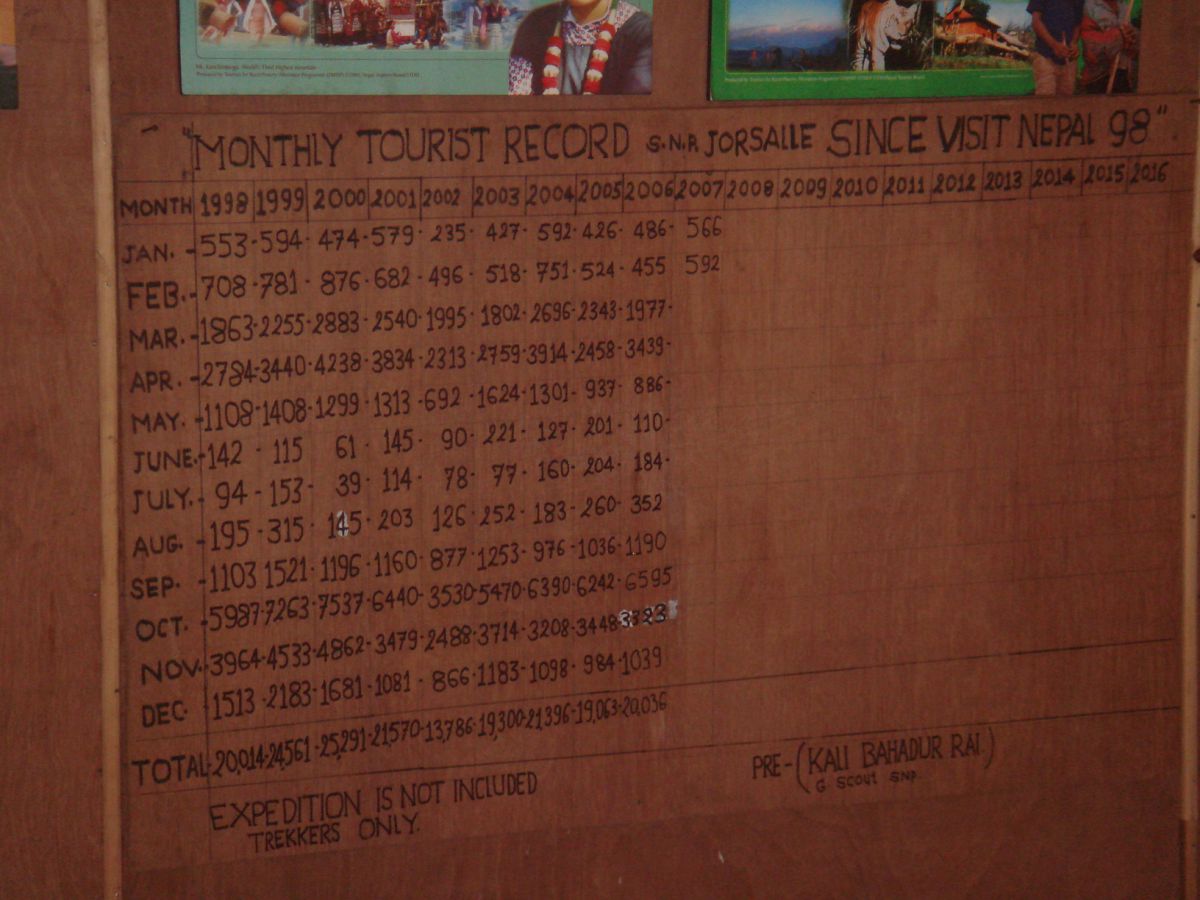 "MONTHLY TOURIST RECORD S.N.P. JORSALLE SINCE VISIT NEPAL 98".
MONTH 1998 1999 2000 2001 2002 2003 2004 2005 2006 2007 2008 2009 2010 2011 2012 2013 2014 2015 2016
JAN. - 553 - 594 - 474 - 579 - 235 - 427 - 592 - 426 - 486 - 566
FEB. - 708 - 781 - 876 - 682 - 496 - 518 - 751 - 524 - 455 592
MAR. - 1863 - 2255 - 2883 - 2540 - 1995 - 1802 - 2696 - 2343 - 1977 -
APR. - 2784 - 3440 - 4238 - 3834 - 2313 - 2759 - 3914 - 2458 - 3439 -
MAY. - 1108 - 1408 - 1299 - 1313 - 692 - 1624 - 1301 - 937 - 886 -
JUNE. - 142 - 115 61 - 145 - 90 - 221 - 127 - 201 - 110 -
JULY. - 94 - 153 - 39 - 114 - 78 - 77 - 160 - 204 - 184 -
AUG. - 195 - 315 - 145 - 203 126 - 252 - 183 - 260 - 352
SEP. - 1103 1521 - 1196 - 1160 - 877 - 1253 - 976 - 1036 - 1190
OCT. - 5987 - 7263 - 7537 - 6440 - 3530 - 5470 - 6390 - 6242 - 6595
NOV. - 3964 - 4533 - 4862 - 3479 - 2488 - 3714 - 3208 - 3448 - 3323
DEC. - 1513 - 2183 - 1681 - 1081 - 866 - 1183 - 1098 - 984 - 1039
TOTAL - 20,014 - 24,561 - 25,291 - 21,570 - 13,786 - 19,300 - 21,396 - 19,063 - 20,036
EXPEDITION IS NOT INCLUDED
TREKKERS ONLY.
PRE - (KALI BAHADUR RAI.)
G. SCOUT SNP.